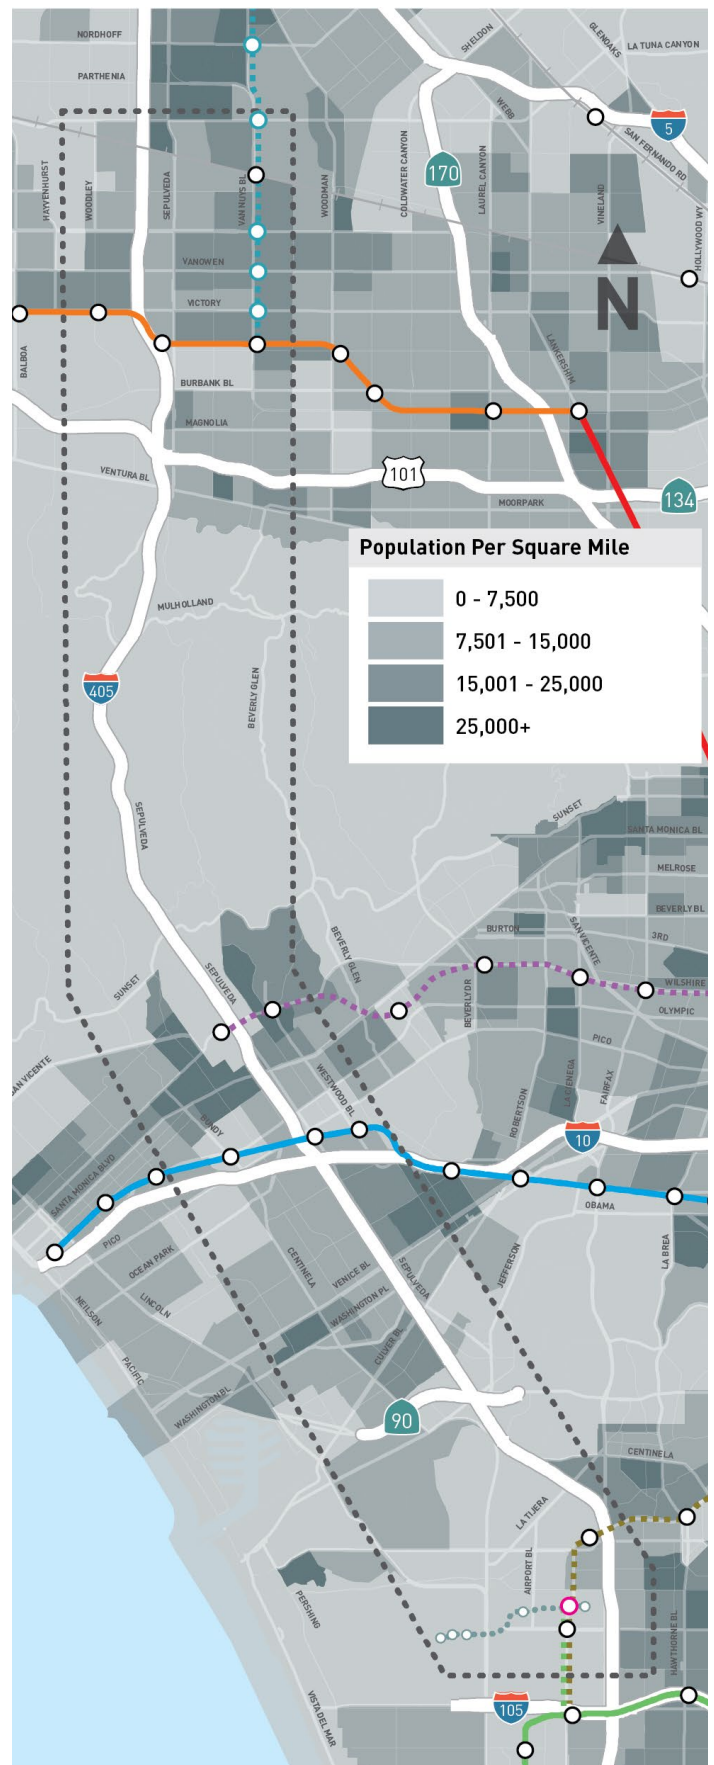 NORDHOFF
PARTHENIA
SHELDON
GLENOAKS
LA TUNA CANYON
WEBB
5
SAN FERNANDO RD
HAYVENHURST
WOODLEY
SEPULVEDA
VAN NUYS BL
WOODMAN
COLDWATER CANYON
170
LAUREL CANYON
VINELAND
HOLLYWOOD WY
N
VANOWEN
VICTORY
BALBOA
LANKERSHIM
BURBANK BL
MAGNOLIA
VENTURA BL
101
MOORPARK
134
Population Per Square Mile
0 - 7,500
7,501 - 15,000
15,001 - 25,000
25,000+
MULHOLLAND
405
BEVERLY GLEN
SEPULVEDA
SUNSET
SANTA MONICA BL
MELROSE
BEVERLY BL
BURTON
SAN VICENTE
3RD
BEVERLY GLEN
SUNSET
SEPULVEDA
BEVERLY DR
WILSHIRE
OLYMPIC
PICO
SAN VICENTE
WESTWOOD BL
LA CIENEGA
FAIRFAX
BUNDY
ROBERTSON
10
SANTA MONICA BLVD
OBAMA
PICO
OCEAN PARK
CENTINELA
VENICE BL
SEPULVEDA
JEFFERSON
LA BREA
NEILSON
LINCOLN
WASHINGTON PL
PACIFIC
CULVER BL
WASHINGTON BL
90
CENTINELA
LA TIJERA
AIRPORT BL
PERSHING
HAWTHORNE BL
VISTA DEL MAR
105